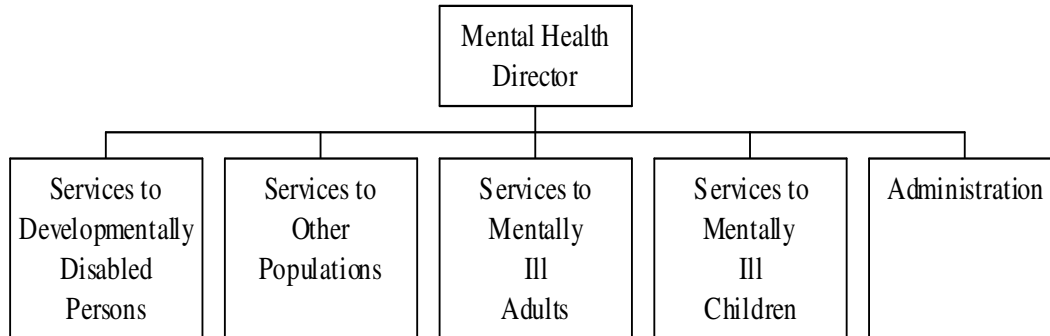 Mental Health
Director
Services to
Developmentally
Disabled
Persons
Services to
Other
Populations
Services to
Mentally
Ill
Adults
Services to
Mentally
Ill
Children
Administration